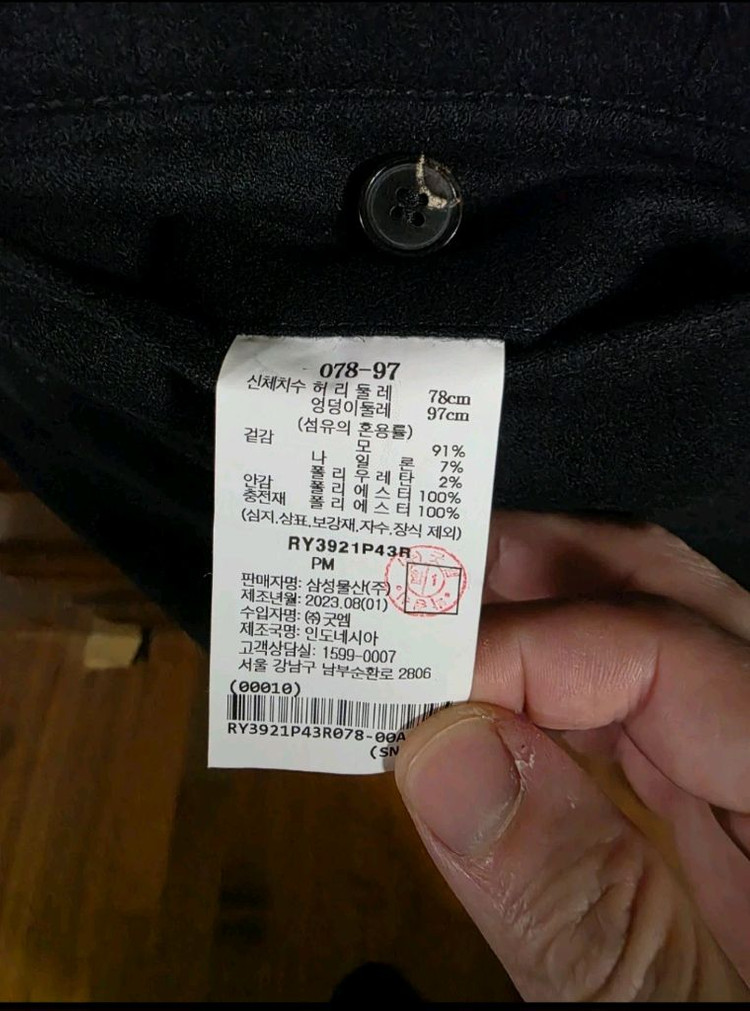 078-97
신체치수 허 리 둘 레 78cm
엉덩이둘레 97cm
(섬유의 혼용률)
겉감 모 91%
나 일 론 7%
폴 리 우 레 탄 2%
안감 폴 리 에 스 터 100%
충전재 폴 리 에 스 터 100%
(심지,상표,보강재,자수,장식 제외)
RY3921P43R
PM
판매자명: 삼성물산(주)
제조년월: 2023.08(01)
수입자명: ㈜ 굿멤
제조국명: 인도네시아
고객상담실: 1599-0007
서울 강남구 남부순환로 2806
(00010)
RY3921P43R078-00A
(SN